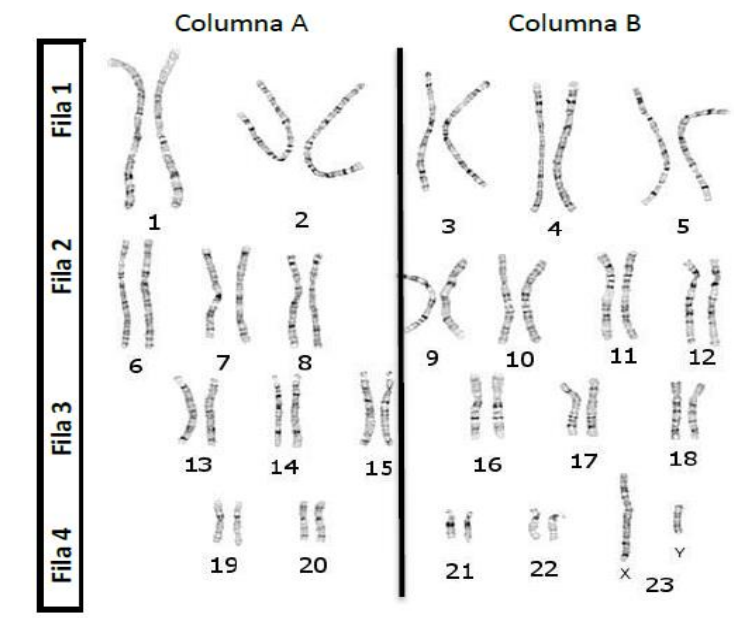 Columna A Columna B
Fila 1
1 2 3 4 5
Fila 2
6 7 8 9 10 11 12
Fila 3
13 14 15 16 17 18
Fila 4
19 20 21 22 X 23 Y